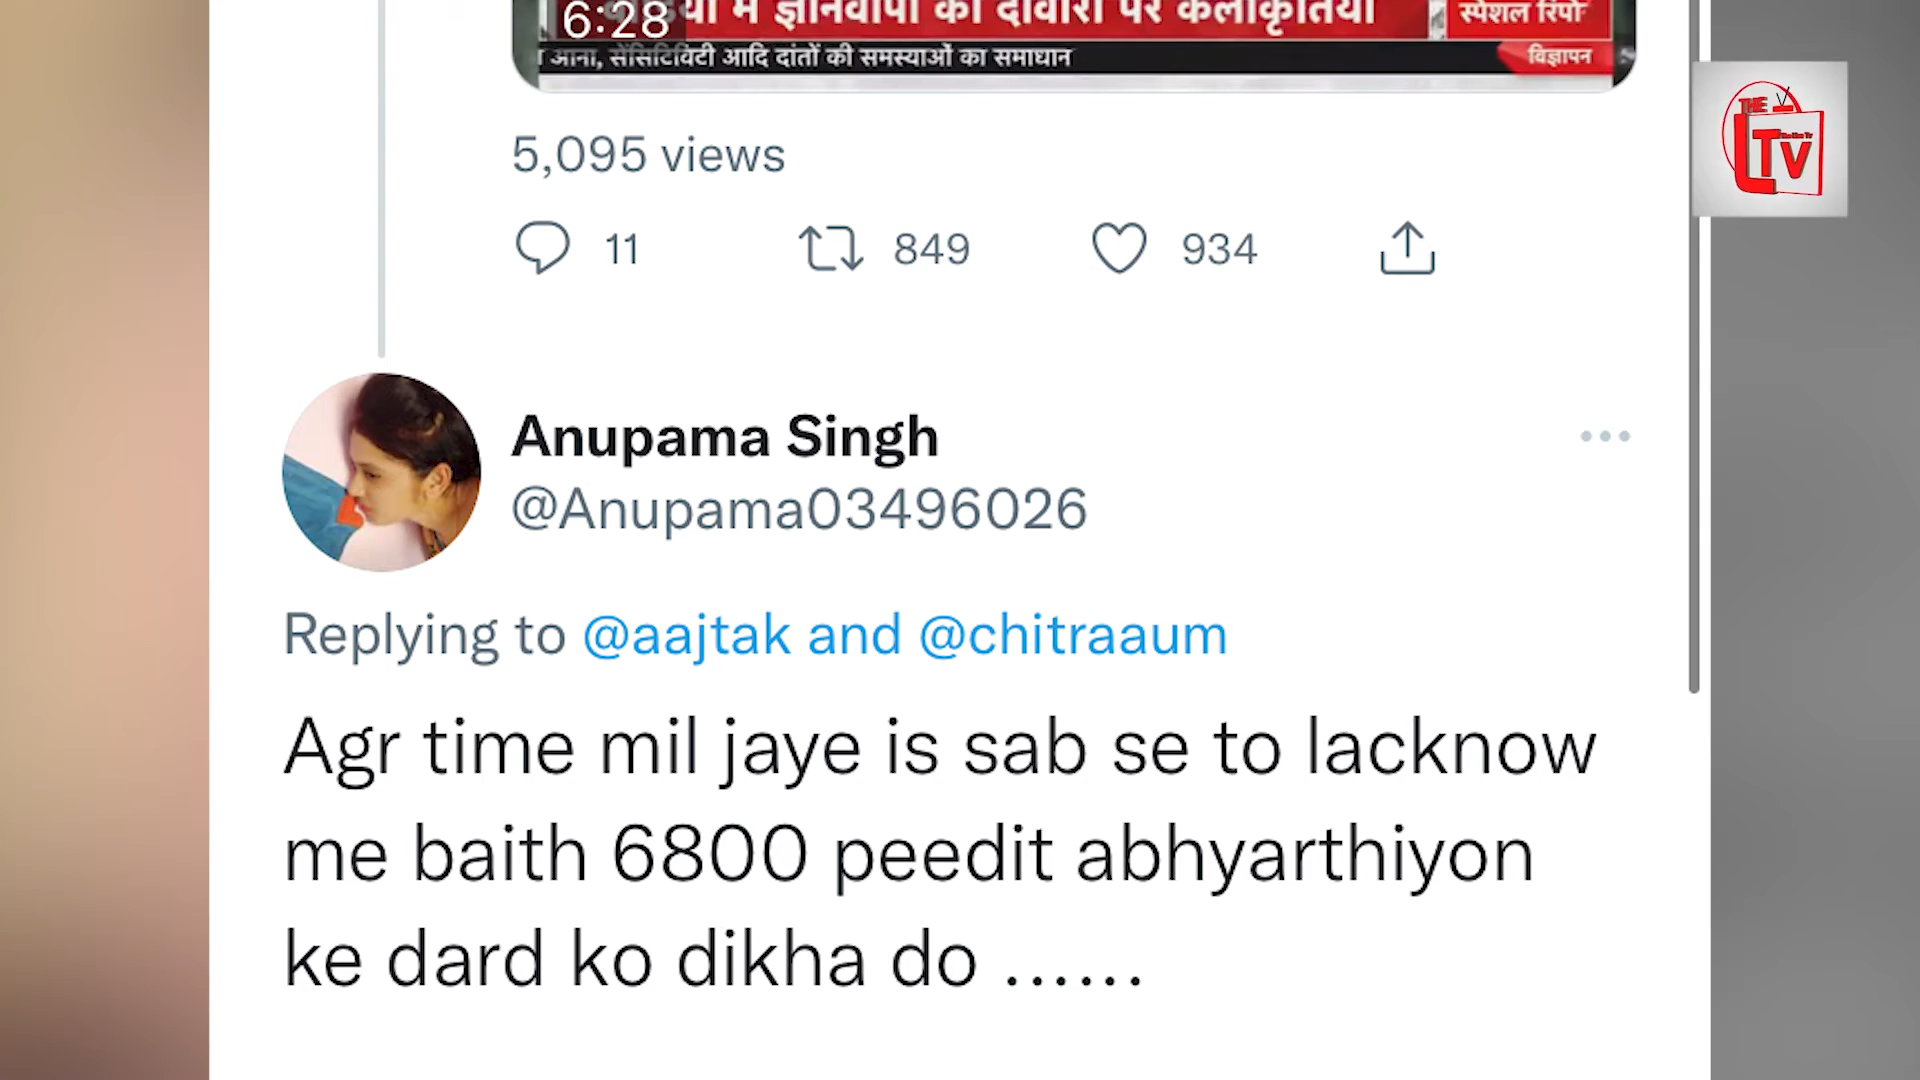 6:28 में ज्ञानवापी की दीवारों पर कलाकृतियां
स्पेशल रिपो
आना, सेंसिटिविटी आदि दांतों की समस्याओं का समाधान
विज्ञापन
5,095 views
THE
TV
11 849 934
Anupama Singh
@Anupama03496026
Replying to @aajtak and @chitraaum
Agr time mil jaye is sab se to lacknow
me baith 6800 peedit abhyarthiyon
ke dard ko dikha do ......